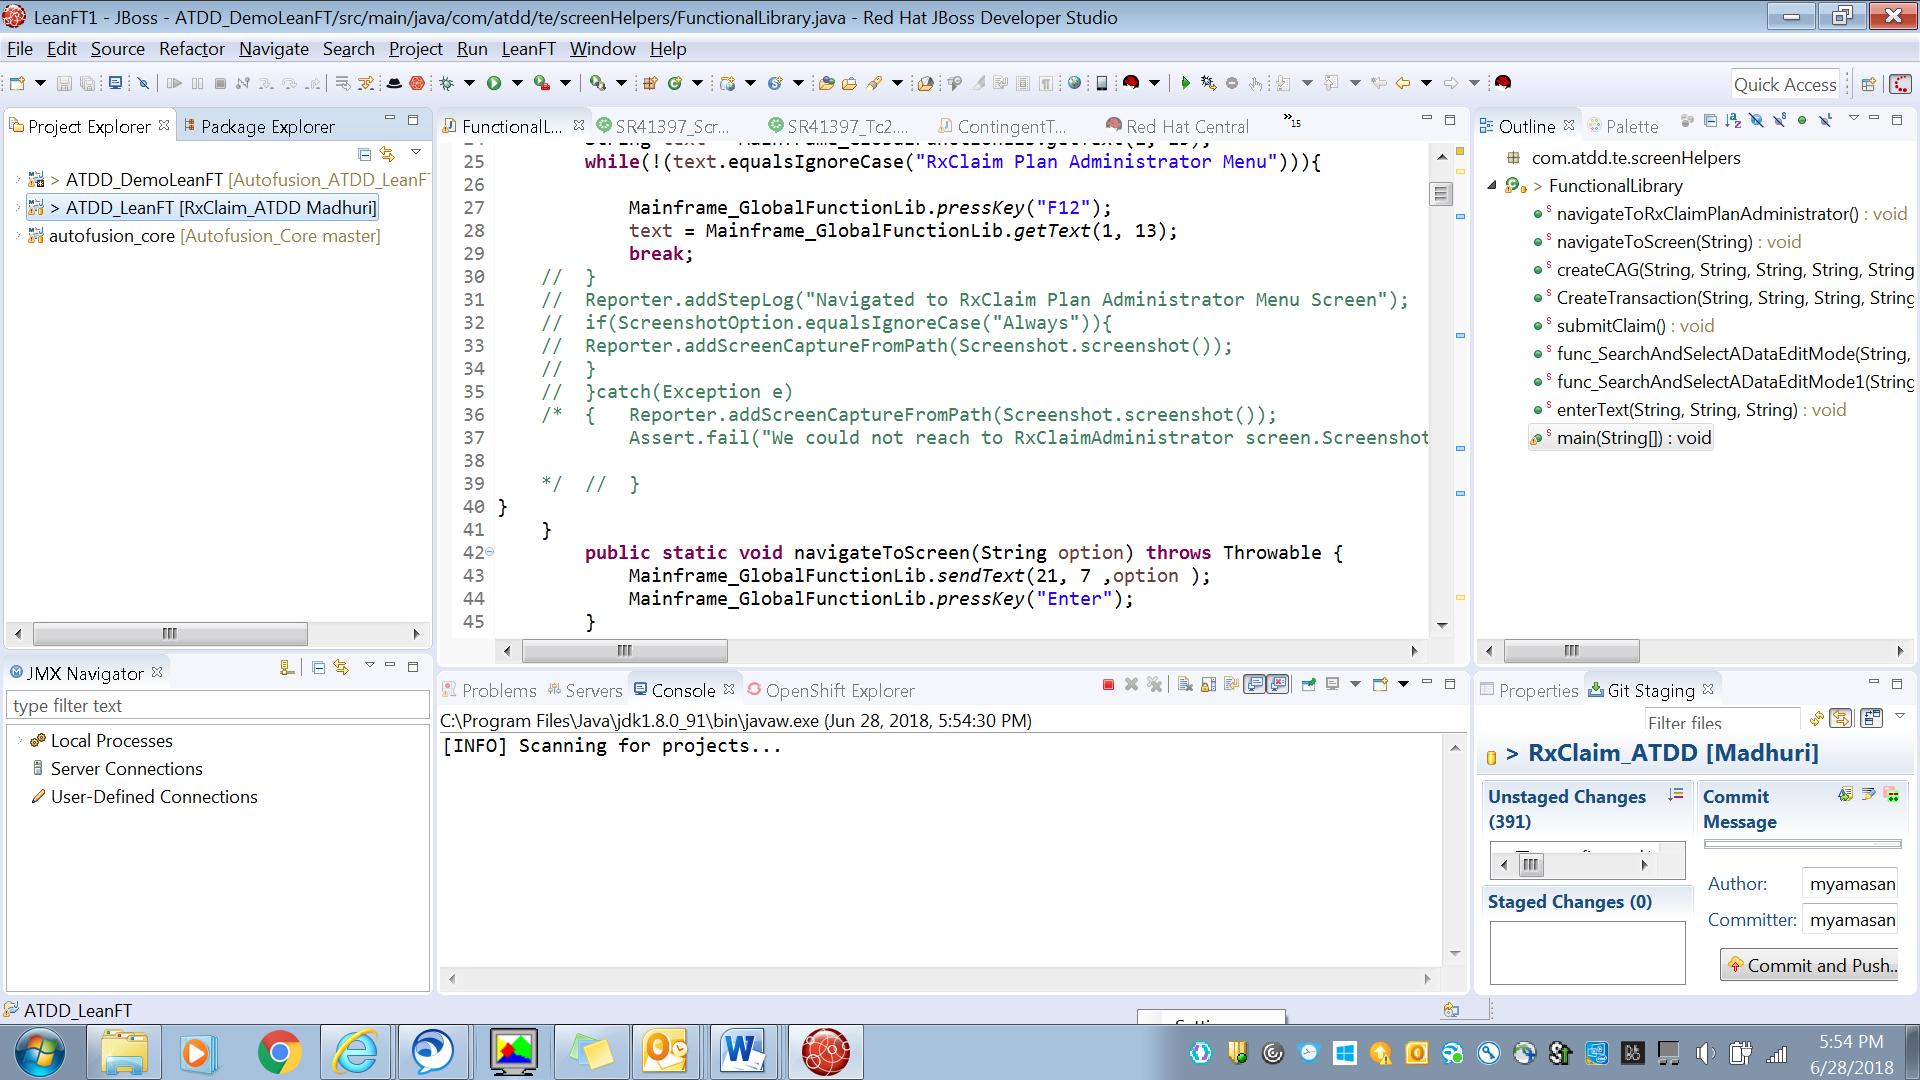 LeanFT1 - JBoss - ATDD_DemoLeanFT/src/main/java/com/atdd/te/screenHelpers/FunctionalLibrary.java - Red Hat JBoss Developer Studio
File Edit Source Refactor Navigate Search Project Run LeanFT Window Help
Quick Access
Project Explorer
Package Explorer
> ATDD_DemoLeanFT [Autofusion_ATDD_LeanF
> ATDD_LeanFT [RxClaim_ATDD Madhuri]
autofusion_core [Autofusion_Core master]
FunctionalL... SR41397_Scr... SR41397_Tc2... ContingentT... Red Hat Central »15
25 while(!(text.equalsIgnoreCase("RxClaim Plan Administrator Menu"))){
26
27 Mainframe_GlobalFunctionLib.pressKey("F12");
28 text = Mainframe_GlobalFunctionLib.getText(1, 13);
29 break;
30 // }
31 // Reporter.addStepLog("Navigated to RxClaim Plan Administrator Menu Screen");
32 // if(ScreenshotOption.equalsIgnoreCase("Always")){
33 // Reporter.addScreenCaptureFromPath(Screenshot.screenshot());
34 // }
35 // }catch(Exception e)
36 /* { Reporter.addScreenCaptureFromPath(Screenshot.screenshot());
37 Assert.fail("We could not reach to RxClaimAdministrator screen.Screenshot
38
39 */ // }
40 }
41 }
42 public static void navigateToScreen(String option) throws Throwable {
43 Mainframe_GlobalFunctionLib.sendText(21, 7 ,option );
44 Mainframe_GlobalFunctionLib.pressKey("Enter");
45 }
Outline Palette
com.atdd.te.screenHelpers
> FunctionalLibrary
navigateToRxClaimPlanAdministrator() : void
navigateToScreen(String) : void
createCAG(String, String, String, String, String
CreateTransaction(String, String, String, String
submitClaim() : void
func_SearchAndSelectADataEditMode(String,
func_SearchAndSelectADataEditMode1(String
enterText(String, String, String) : void
main(String[]) : void
JMX Navigator
type filter text
Local Processes
Server Connections
User-Defined Connections
Problems Servers Console OpenShift Explorer
C:\Program Files\Java\jdk1.8.0_91\bin\javaw.exe (Jun 28, 2018, 5:54:30 PM)
[INFO] Scanning for projects...
Properties Git Staging
Filter files
> RxClaim_ATDD [Madhuri]
Unstaged Changes (391)
Staged Changes (0)
Commit Message
Author: myamasan
Committer: myamasan
Commit and Push..
ATDD_LeanFT
5:54 PM
6/28/2018